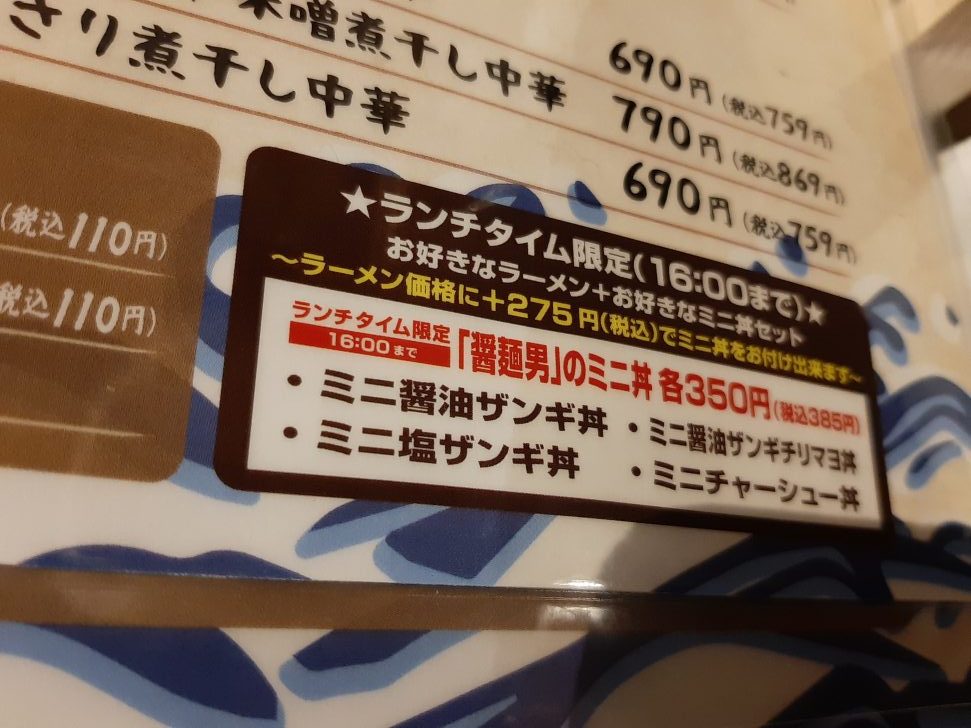 味噌煮干し中華
さり煮干し中華
690円(税込759円)
790円(税込869円)
690円(税込759円)
(税込110円)
税込110円)
★ランチタイム限定(16:00まで)★
お好きなラーメン+お好きなミニ丼セット
〜ラーメン価格に+275円(税込)でミニ丼をお付け出来ます〜
ランチタイム限定
16:00まで
「醤麺男」のミニ丼 各350円(税込385円)
・ミニ醤油ザンギ丼
・ミニ醤油ザンギチリマヨ丼
・ミニ塩ザンギ丼
・ミニチャーシュー丼